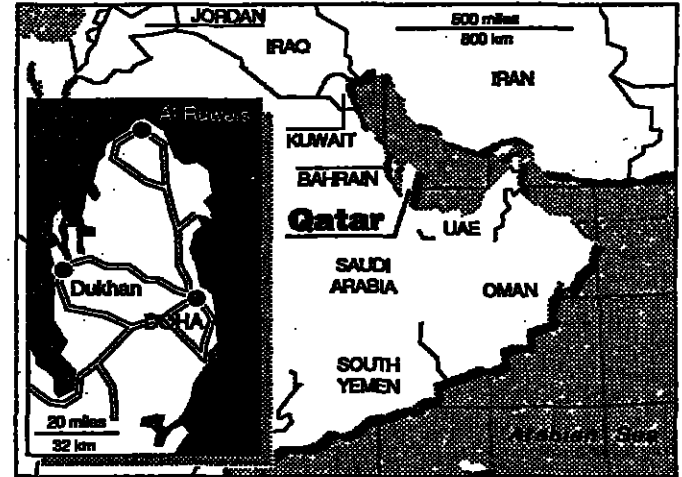 JORDAN
500 miles
800 km
IRAQ
IRAN
Al Ruwais
KUWAIT
BAHRAIN
Qatar
UAE
SAUDI
ARABIA
OMAN
Dukhan
DOHA
SOUTH
YEMEN
20 miles
32 km
Arabian Sea